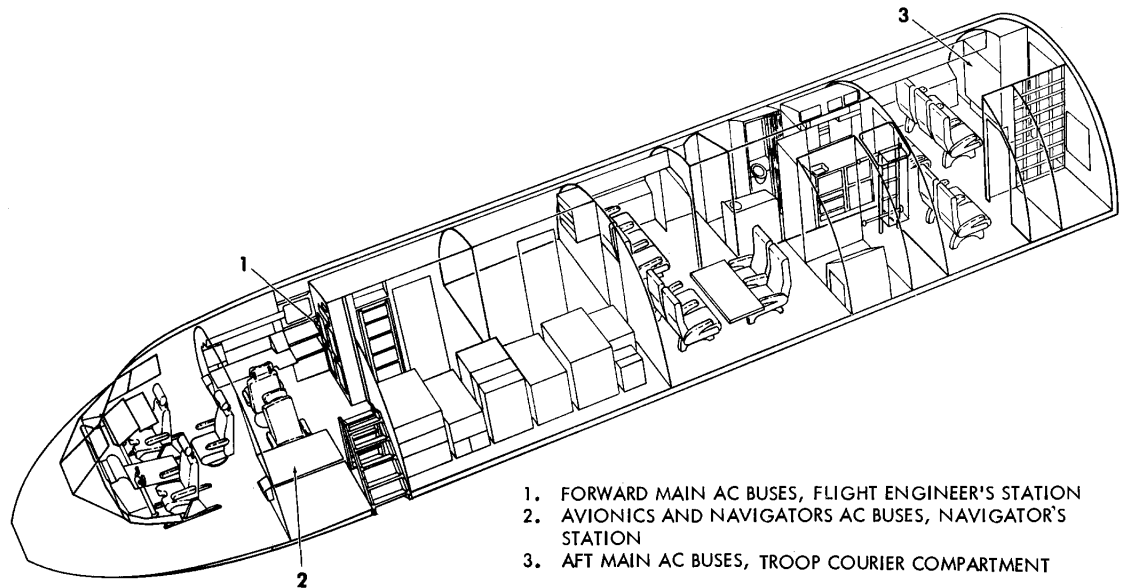 3
1
2
1. FORWARD MAIN AC BUSES, FLIGHT ENGINEER'S STATION
2. AVIONICS AND NAVIGATORS AC BUSES, NAVIGATOR'S
STATION
3. AFT MAIN AC BUSES, TROOP COURIER COMPARTMENT